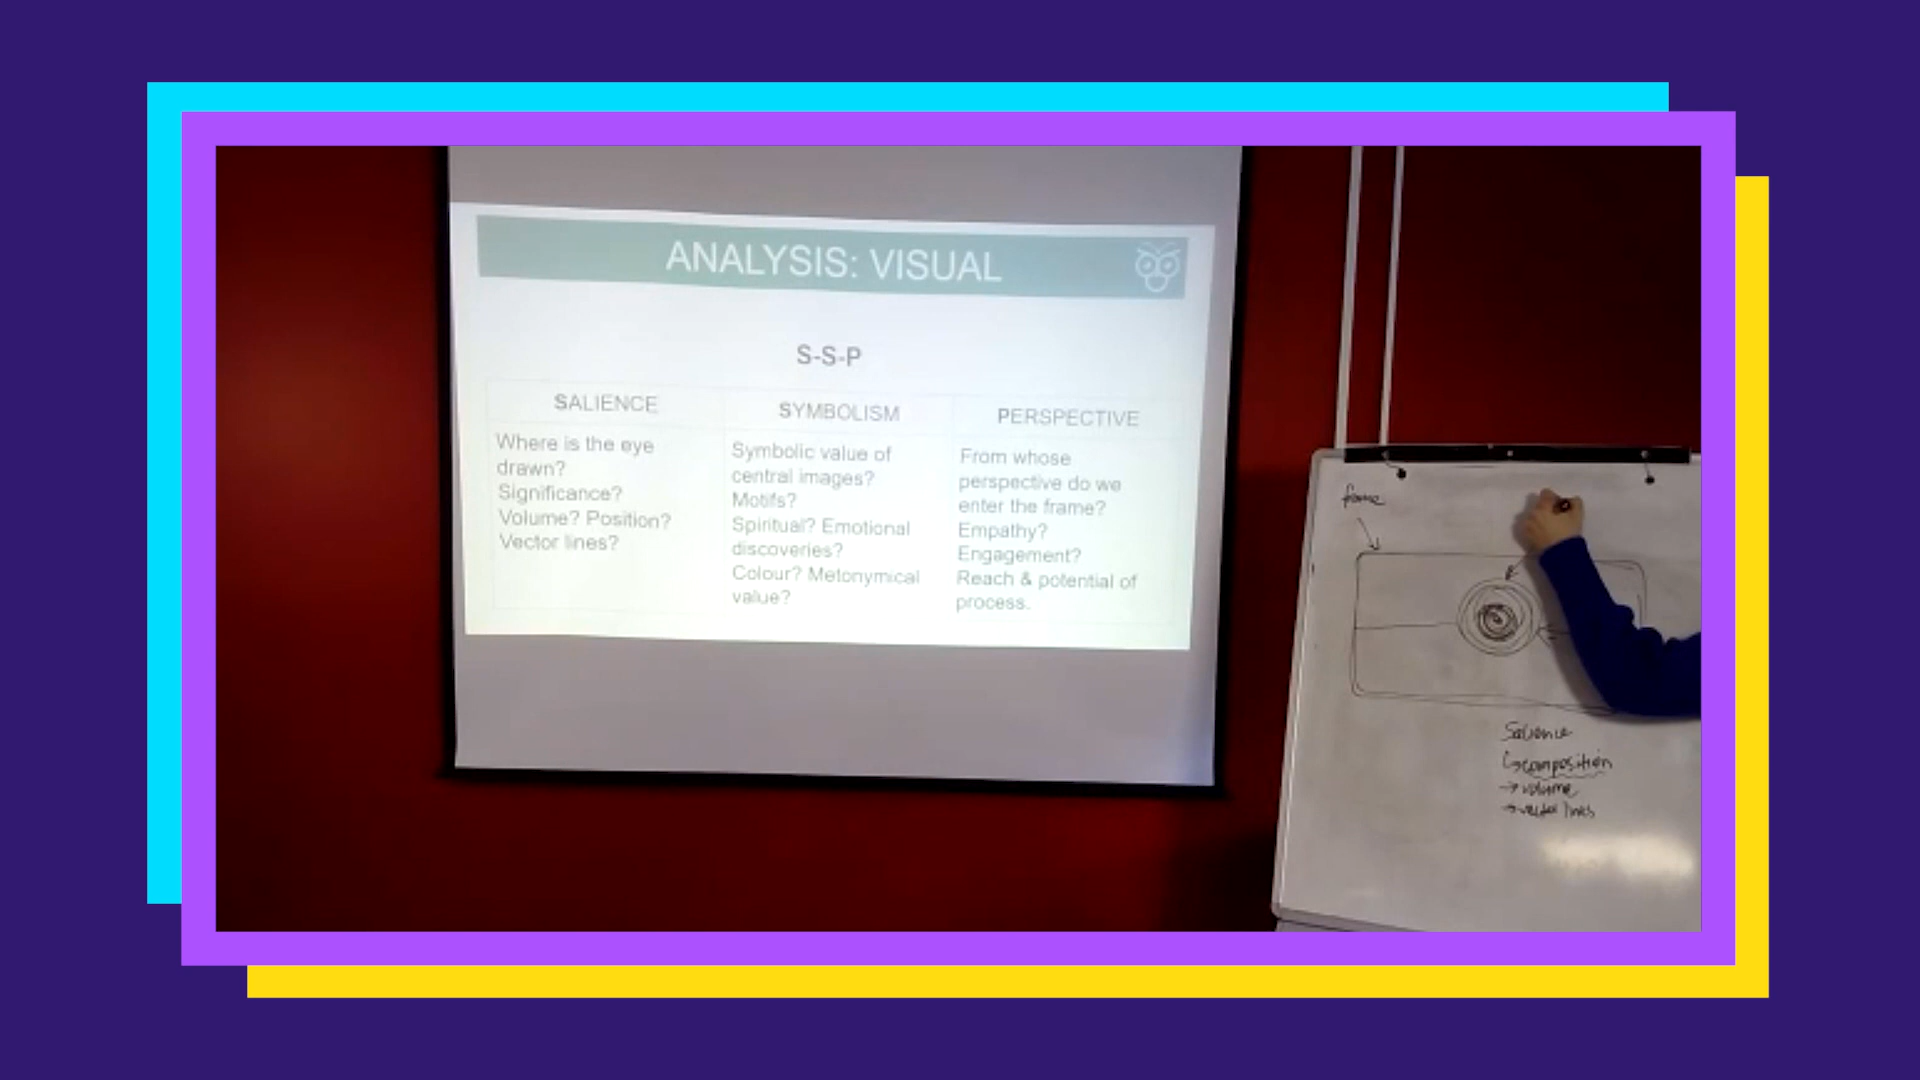 ANALYSIS: VISUAL
S-S-P
SALIENCE
Where is the eye
drawn?
Significance?
Volume? Position?
Vector lines?
SYMBOLISM
Symbolic value of
central images?
Motifs?
Spiritual? Emotional
discoveries?
Colour? Metonymical
value?
PERSPECTIVE
From whose
perspective do we
enter the frame?
Empathy?
Engagement?
Reach & potential of
process.
frame
Salience
↳composition
→volume
→vector lines